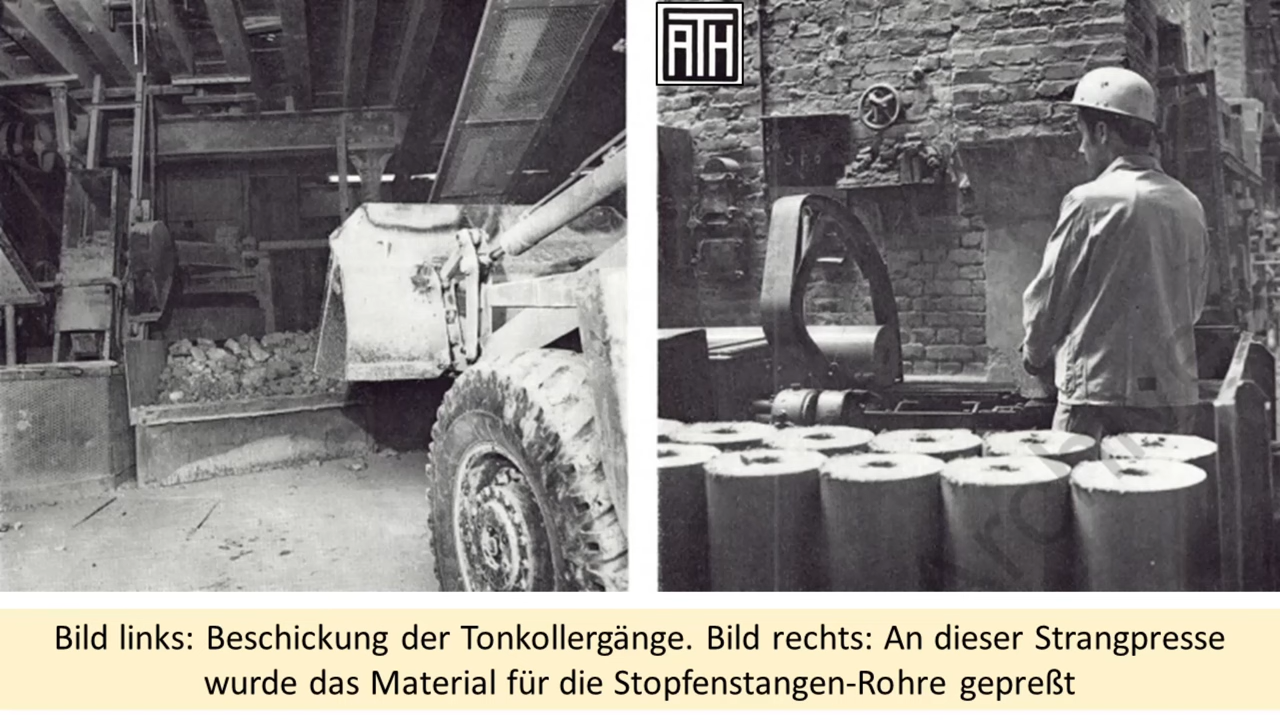 ATH
Bild links: Beschickung der Tonkollergänge. Bild rechts: An dieser Strangpresse
wurde das Material für die Stopfenstangen-Rohre gepreßt